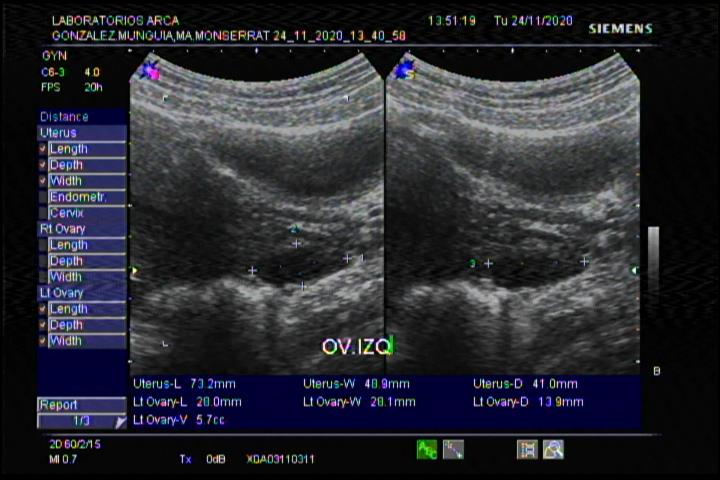 LABORATORIOS ARCA
13:51:19 Tu 24/11/2020
SIEMENS
GONZALEZ,MUNGUIA,MA.MONSERRAT 24_11_2020_13_40_58
GYN
C6-3 4.0
FPS 20h
Distance
Uterus
Length
Depth
Width
Endometr.
Cervix
Rt Ovary
Length
Depth
Width
Lt Ovary
Length
Depth
Width
2
3
OV.IZQ
B
Uterus-L 73.2mm Uterus-W 48.9mm Uterus-D 41.0mm
Lt Ovary-L 28.0mm Lt Ovary-W 28.1mm Lt Ovary-D 13.9mm
Lt Ovary-V 5.7cc
Report
1/3
2D 60/2/15
MI 0.7 Tx 0dB XDA03110311
ABC